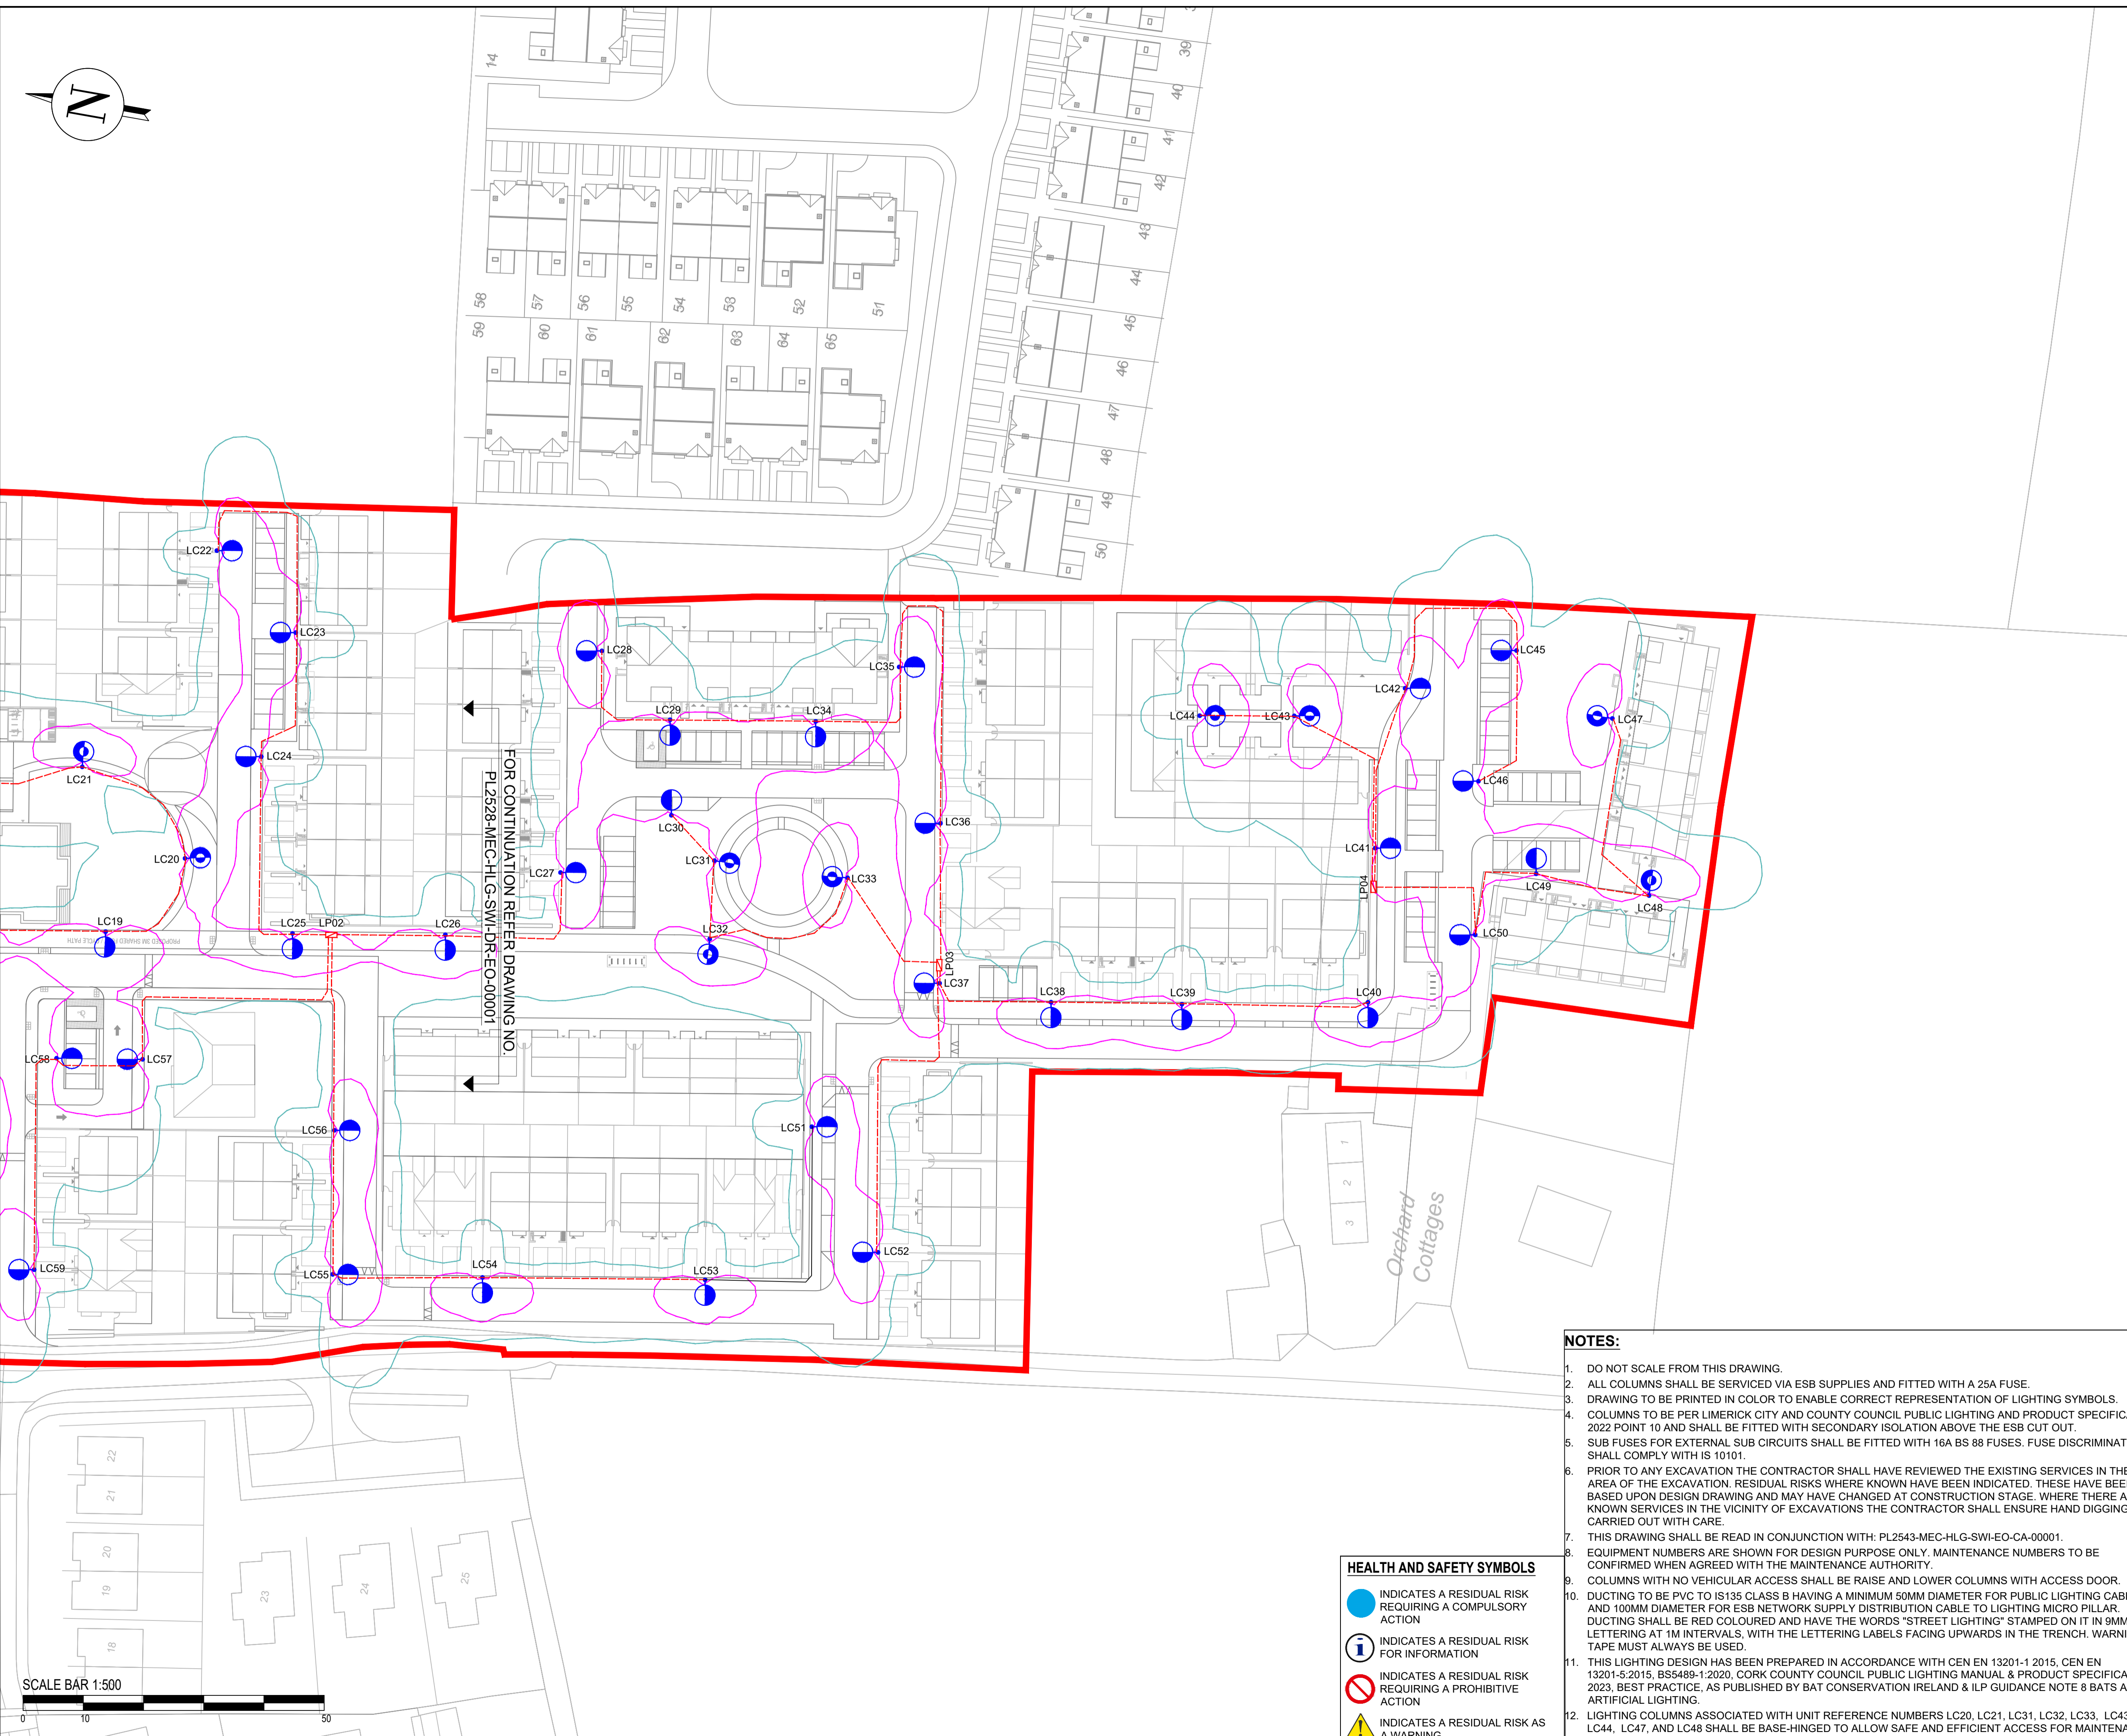 N
14
39
40
41
42
43
44
45
46
47
48
49
50
58
57
56
55
54
53
52
51
59
60
61
62
63
64
65
LC22
LC23
LC28
LC35
LC45
LC42
LC29
LC34
LC44
LC43
LC47
LC24
LC21
LC46
LC30
LC36
LC31
LC41
LC20
LC27
LC33
LC49
LP04
LC48
FOR CONTINUATION REFER DRAWING NO.
PL2528-MEC-HLG-SWI-DR-EO-00001
LC19
LC25
LP02
LC26
LC32
LC50
LP03
LC37
LC38
LC39
LC40
LC58
LC57
LC56
LC51
LC52
LC59
LC55
LC54
LC53
1
2
3
Orchard
Cottages
22
21
20
19
18
23
24
25
SCALE BAR 1:500
0 10 50
HEALTH AND SAFETY SYMBOLS
INDICATES A RESIDUAL RISK
REQUIRING A COMPULSORY
ACTION
i
INDICATES A RESIDUAL RISK
FOR INFORMATION
INDICATES A RESIDUAL RISK
REQUIRING A PROHIBITIVE
ACTION
!
INDICATES A RESIDUAL RISK AS
A WARNING
NOTES:
1. DO NOT SCALE FROM THIS DRAWING.
2. ALL COLUMNS SHALL BE SERVICED VIA ESB SUPPLIES AND FITTED WITH A 25A FUSE.
3. DRAWING TO BE PRINTED IN COLOR TO ENABLE CORRECT REPRESENTATION OF LIGHTING SYMBOLS.
4. COLUMNS TO BE PER LIMERICK CITY AND COUNTY COUNCIL PUBLIC LIGHTING AND PRODUCT SPECIFICA
2022 POINT 10 AND SHALL BE FITTED WITH SECONDARY ISOLATION ABOVE THE ESB CUT OUT.
5. SUB FUSES FOR EXTERNAL SUB CIRCUITS SHALL BE FITTED WITH 16A BS 88 FUSES. FUSE DISCRIMINAT
SHALL COMPLY WITH IS 10101.
6. PRIOR TO ANY EXCAVATION THE CONTRACTOR SHALL HAVE REVIEWED THE EXISTING SERVICES IN THE
AREA OF THE EXCAVATION. RESIDUAL RISKS WHERE KNOWN HAVE BEEN INDICATED. THESE HAVE BEE
BASED UPON DESIGN DRAWING AND MAY HAVE CHANGED AT CONSTRUCTION STAGE. WHERE THERE A
KNOWN SERVICES IN THE VICINITY OF EXCAVATIONS THE CONTRACTOR SHALL ENSURE HAND DIGGING
CARRIED OUT WITH CARE.
7. THIS DRAWING SHALL BE READ IN CONJUNCTION WITH: PL2543-MEC-HLG-SWI-EO-CA-00001.
8. EQUIPMENT NUMBERS ARE SHOWN FOR DESIGN PURPOSE ONLY. MAINTENANCE NUMBERS TO BE
CONFIRMED WHEN AGREED WITH THE MAINTENANCE AUTHORITY.
9. COLUMNS WITH NO VEHICULAR ACCESS SHALL BE RAISE AND LOWER COLUMNS WITH ACCESS DOOR.
10. DUCTING TO BE PVC TO IS135 CLASS B HAVING A MINIMUM 50MM DIAMETER FOR PUBLIC LIGHTING CAB
AND 100MM DIAMETER FOR ESB NETWORK SUPPLY DISTRIBUTION CABLE TO LIGHTING MICRO PILLAR.
DUCTING SHALL BE RED COLOURED AND HAVE THE WORDS "STREET LIGHTING" STAMPED ON IT IN 9MM
LETTERING AT 1M INTERVALS, WITH THE LETTERING LABELS FACING UPWARDS IN THE TRENCH. WARNI
TAPE MUST ALWAYS BE USED.
11. THIS LIGHTING DESIGN HAS BEEN PREPARED IN ACCORDANCE WITH CEN EN 13201-1 2015, CEN EN
13201-5:2015, BS5489-1:2020, CORK COUNTY COUNCIL PUBLIC LIGHTING MANUAL & PRODUCT SPECIFICA
2023, BEST PRACTICE, AS PUBLISHED BY BAT CONSERVATION IRELAND & ILP GUIDANCE NOTE 8 BATS A
ARTIFICIAL LIGHTING.
12. LIGHTING COLUMNS ASSOCIATED WITH UNIT REFERENCE NUMBERS LC20, LC21, LC31, LC32, LC33, LC43
LC44, LC47, AND LC48 SHALL BE BASE-HINGED TO ALLOW SAFE AND EFFICIENT ACCESS FOR MAINTEN